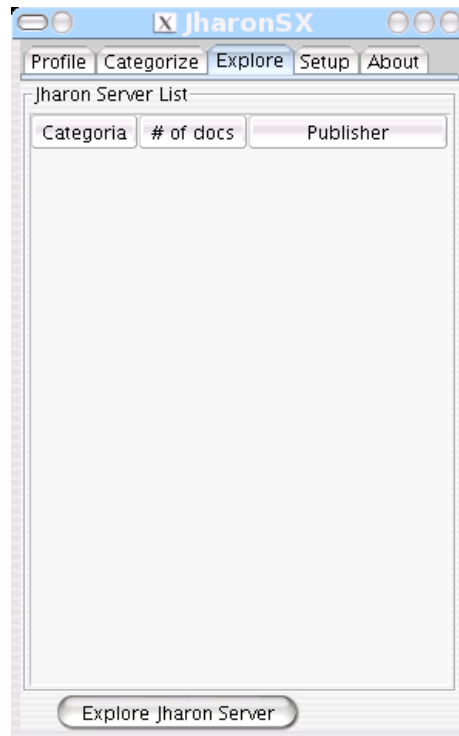 X JharonSX
Profile Categorize Explore Setup About
Jharon Server List
Categoria # of docs Publisher
Explore Jharon Server